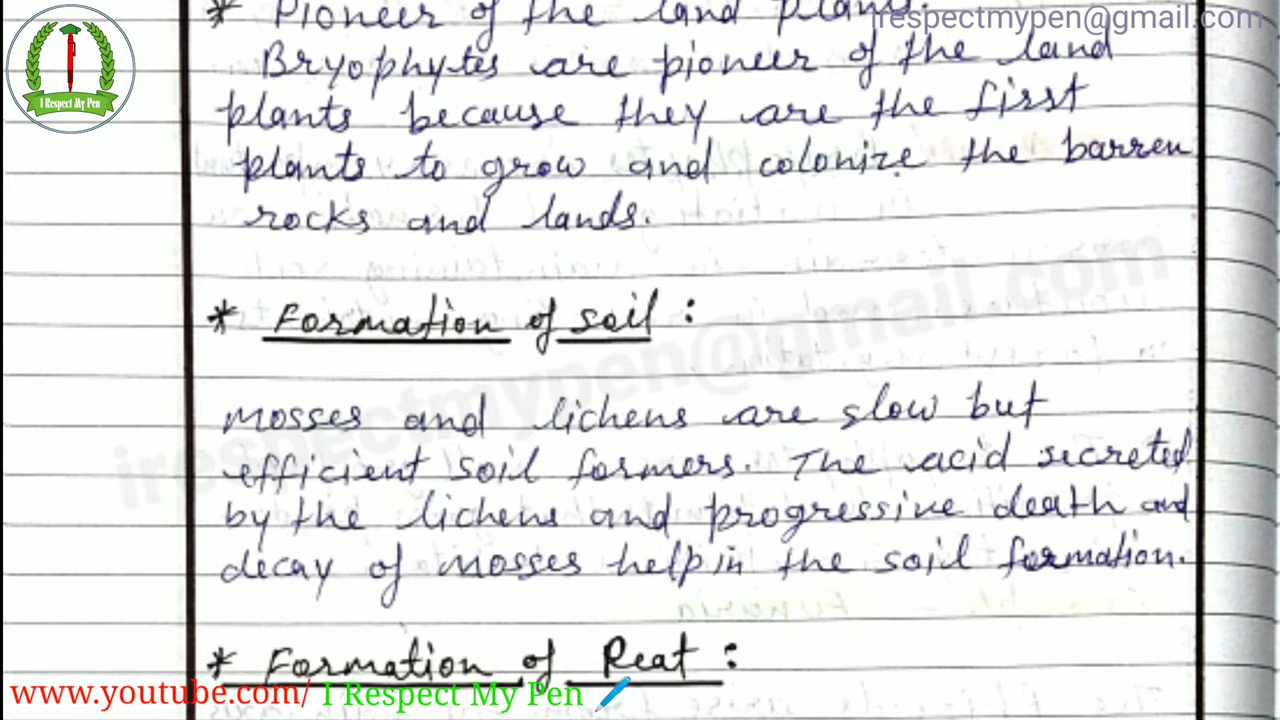 * Pioneer of the land plants.
irespectmypen@gmail.com
I Respect My Pen
Bryophytes are pioneer of the land
plants because they are the first
plants to grow and colonize the barren
rocks and lands.
* Formation of soil :
irespectmypen@gmail.com
Mosses and lichens are slow but
efficient soil formers. The acid secreted
by the lichens and progressive death and
decay of mosses help in the soil formation.
* Formation of Peat :
www.youtube.com/ I Respect My Pen